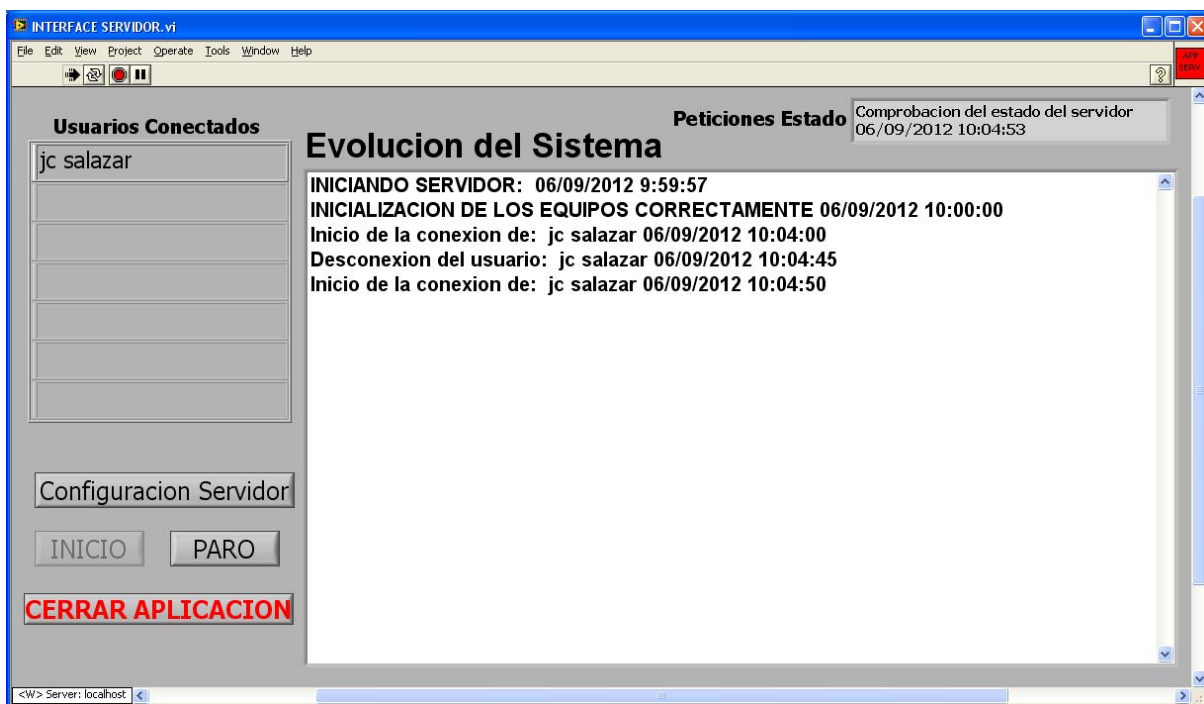 INTERFACE SERVIDOR.vi
File Edit View Project Operate Tools Window Help
APP
SERV
Usuarios Conectados
jc salazar
Evolucion del Sistema
Peticiones Estado
Comprobacion del estado del servidor
06/09/2012 10:04:53
INICIANDO SERVIDOR: 06/09/2012 9:59:57
INICIALIZACION DE LOS EQUIPOS CORRECTAMENTE 06/09/2012 10:00:00
Inicio de la conexion de: jc salazar 06/09/2012 10:04:00
Desconexion del usuario: jc salazar 06/09/2012 10:04:45
Inicio de la conexion de: jc salazar 06/09/2012 10:04:50
Configuracion Servidor
INICIO
PARO
CERRAR APLICACION
<W> Server: localhost